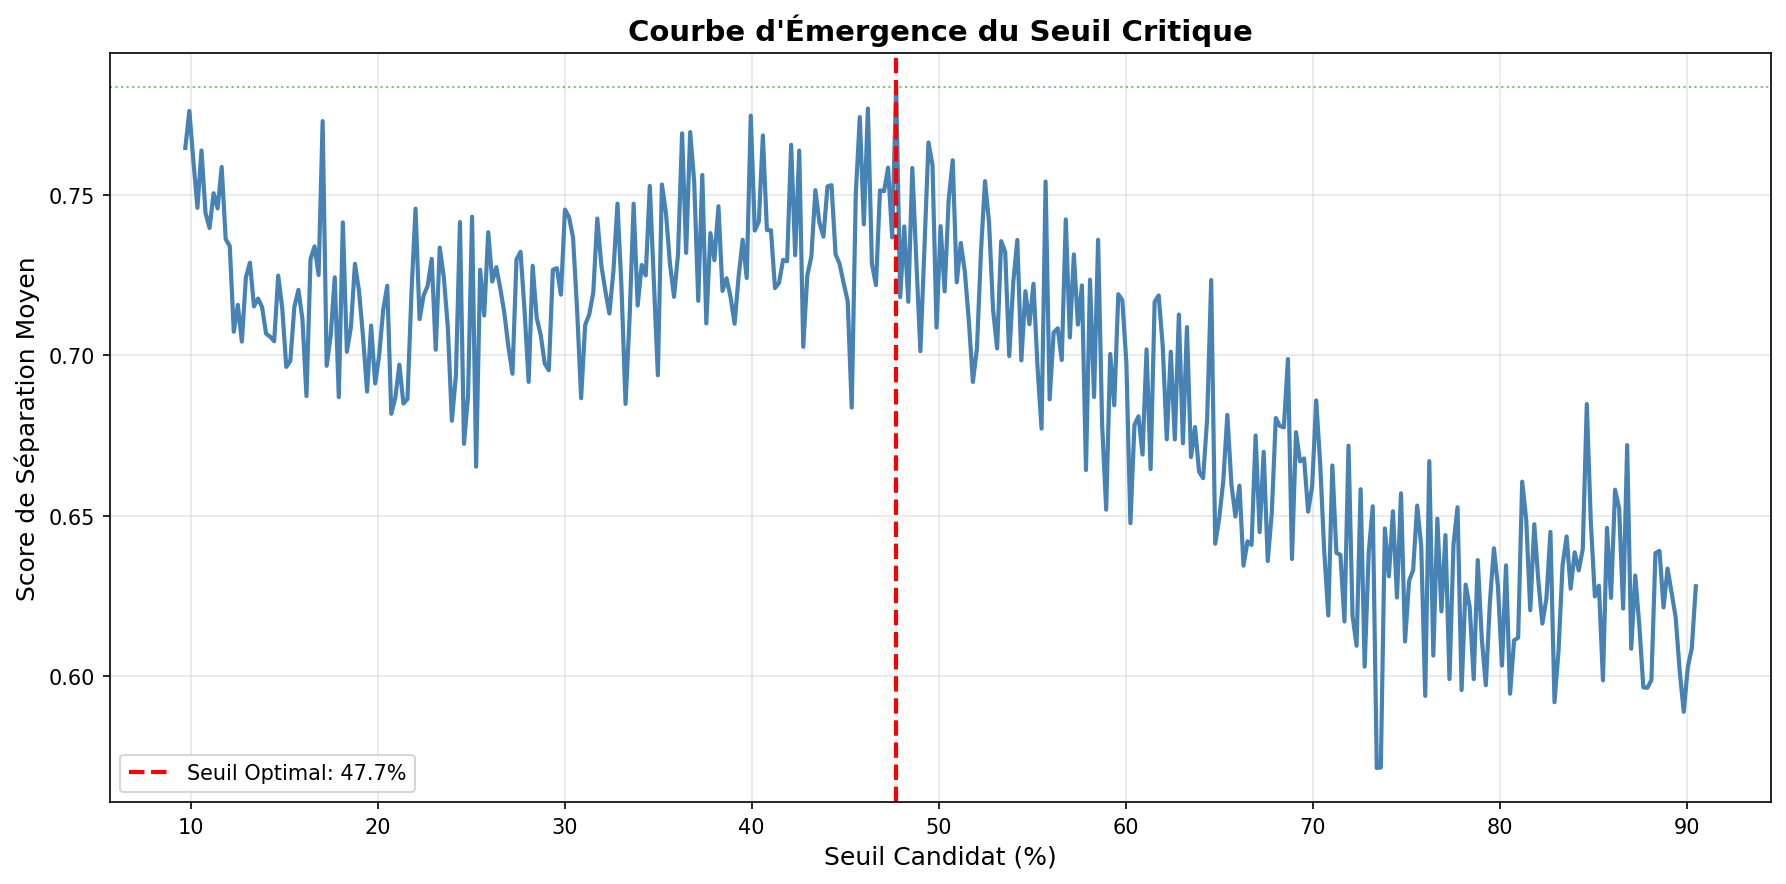 Courbe d'Émergence du Seuil Critique
Score de Séparation Moyen
0.75
0.70
0.65
0.60
Seuil Optimal: 47.7%
10 20 30 40 50 60 70 80 90
Seuil Candidat (%)